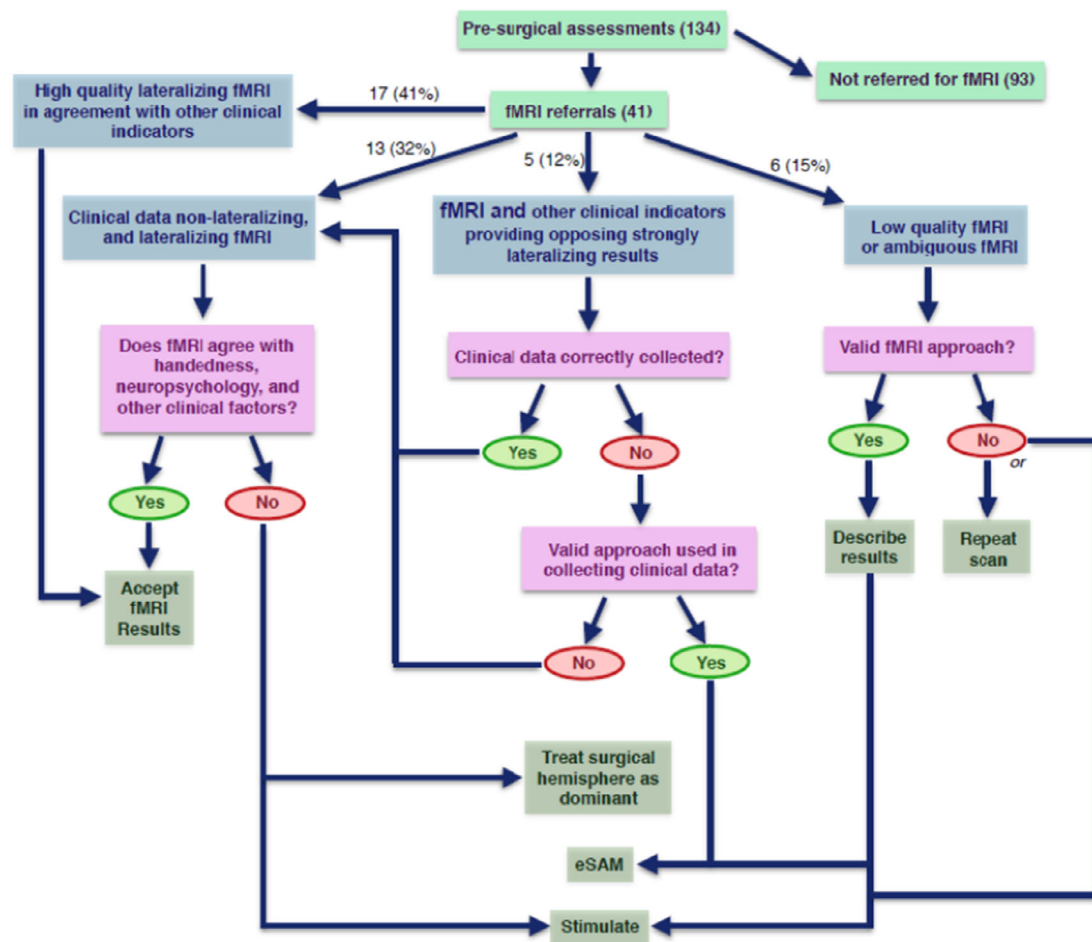 Pre-surgical assessments (134)
Not referred for fMRI (93)
High quality lateralizing fMRI
in agreement with other clinical
indicators
17 (41%)
fMRI referrals (41)
13 (32%)
5 (12%)
6 (15%)
Clinical data non-lateralizing,
and lateralizing fMRI
fMRI and other clinical indicators
providing opposing strongly
lateralizing results
Low quality fMRI
or ambiguous fMRI
Does fMRI agree with
handedness,
neuropsychology, and
other clinical factors?
Clinical data correctly collected?
Valid fMRI approach?
Yes
No
Yes
No
or
Yes
No
Valid approach used in
collecting clinical data?
Describe
results
Repeat
scan
Accept
fMRI
Results
No
Yes
Treat surgical
hemisphere as
dominant
eSAM
Stimulate